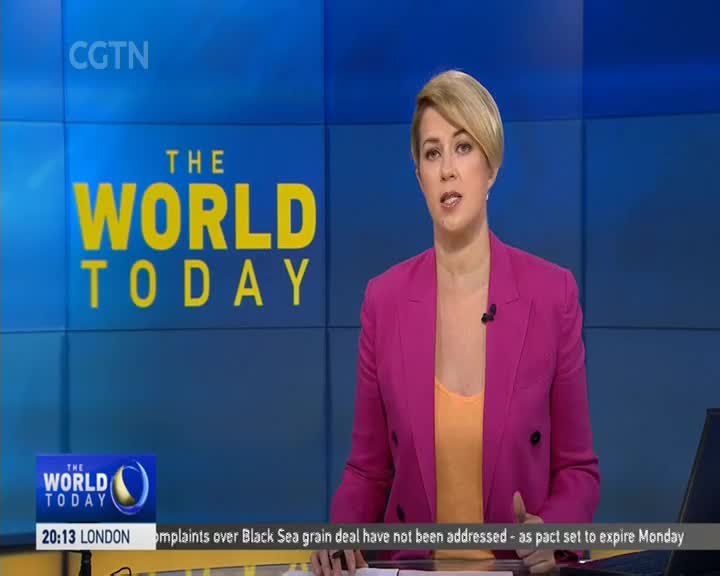 CGTN
THE
WORLD
TODAY
THE
WORLD
TODAY
20:13 LONDON
omplaints over Black Sea grain deal have not been addressed - as pact set to expire Monday